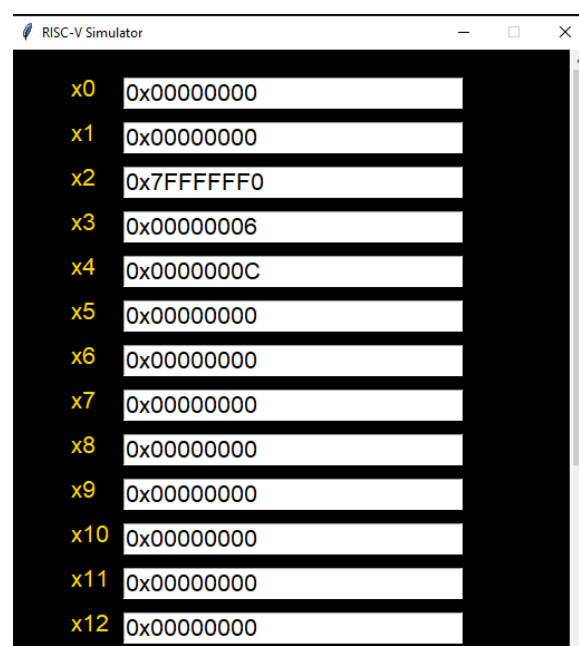 RISC-V Simulator
x0 0x00000000
x1 0x00000000
x2 0x7FFFFFF0
x3 0x00000006
x4 0x0000000C
x5 0x00000000
x6 0x00000000
x7 0x00000000
x8 0x00000000
x9 0x00000000
x10 0x00000000
x11 0x00000000
x12 0x00000000